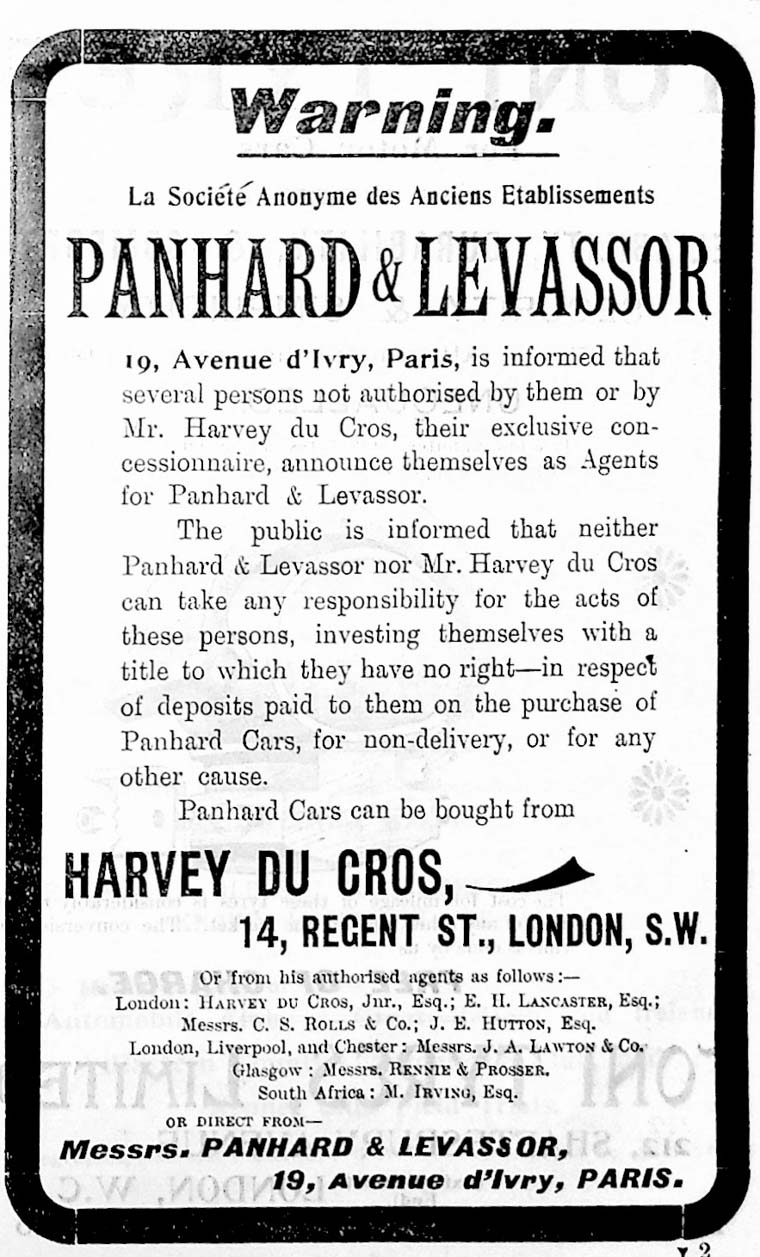 Warning.
La Société Anonyme des Anciens Etablissements
PANHARD & LEVASSOR
19, Avenue d'Ivry, Paris, is informed that
several persons not authorised by them or by
Mr. Harvey du Cros, their exclusive con-
cessionnaire, announce themselves as Agents
for Panhard & Levassor.
The public is informed that neither
Panhard & Levassor nor Mr. Harvey du Cros
can take any responsibility for the acts of
these persons, investing themselves with a
title to which they have no right—in respect
of deposits paid to them on the purchase of
Panhard Cars, for non-delivery, or for any
other cause.
Panhard Cars can be bought from
HARVEY DU CROS,
14, REGENT ST., LONDON, S.W.
Or from his authorised agents as follows:—
London: HARVEY DU CROS, JNR., ESQ.; E. H. LANCASTER, ESQ.;
Messrs. C. S. ROLLS & Co.; J. E. HUTTON, ESQ.
London, Liverpool, and Chester: Messrs. J. A. LAWTON & Co.
Glasgow: Messrs. RENNIE & PROSSER.
South Africa: M. IRVING, Esq.
OR DIRECT FROM—
Messrs. PANHARD & LEVASSOR,
19, Avenue d'Ivry, PARIS.